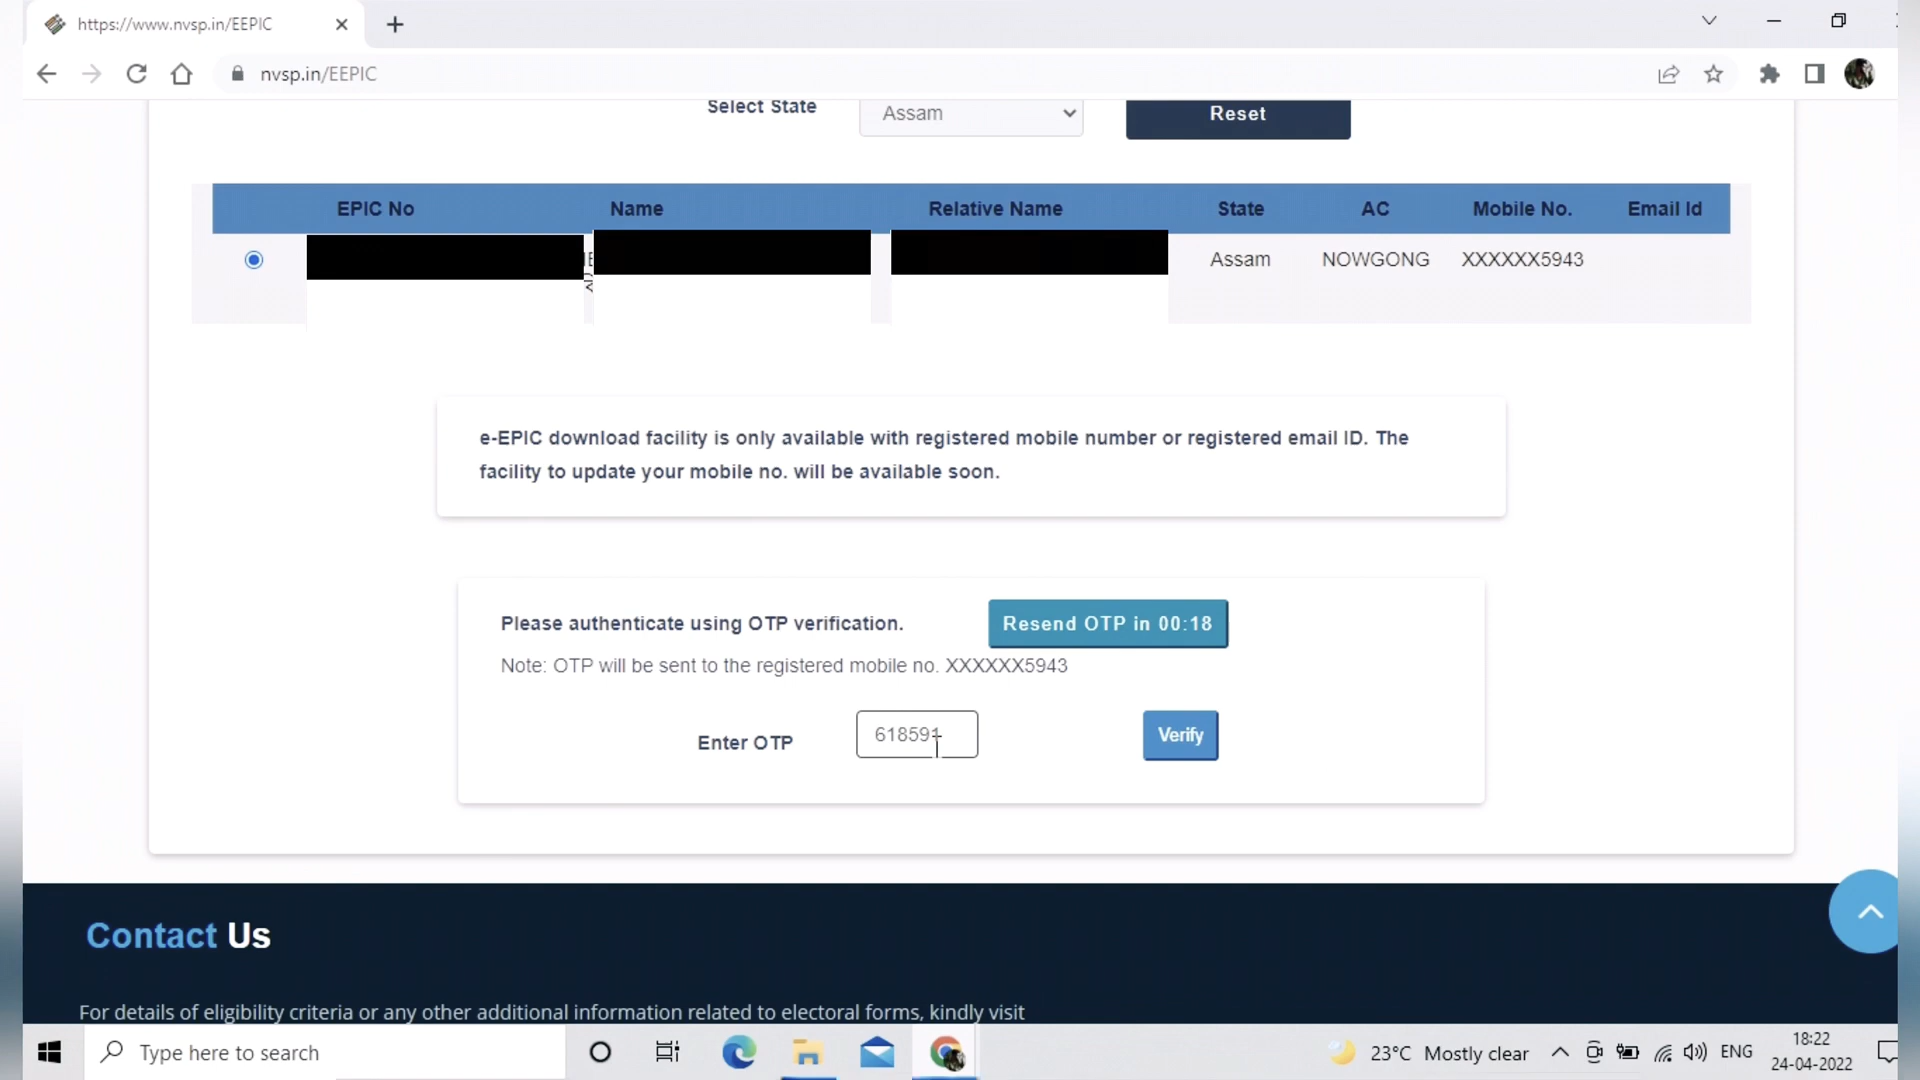 https://www.nvsp.in/EEPIC
nvsp.in/EEPIC
Select State
Assam
Reset
EPIC No Name Relative Name State AC Mobile No. Email Id
Assam NOWGONG XXXXXX5943
e-EPIC download facility is only available with registered mobile number or registered email ID. The
facility to update your mobile no. will be available soon.
Please authenticate using OTP verification.
Resend OTP in 00:18
Note: OTP will be sent to the registered mobile no. XXXXXX5943
Enter OTP
618591
Verify
Contact Us
For details of eligibility criteria or any other additional information related to electoral forms, kindly visit
Type here to search
23°C Mostly clear
ENG
18:22
24-04-2022